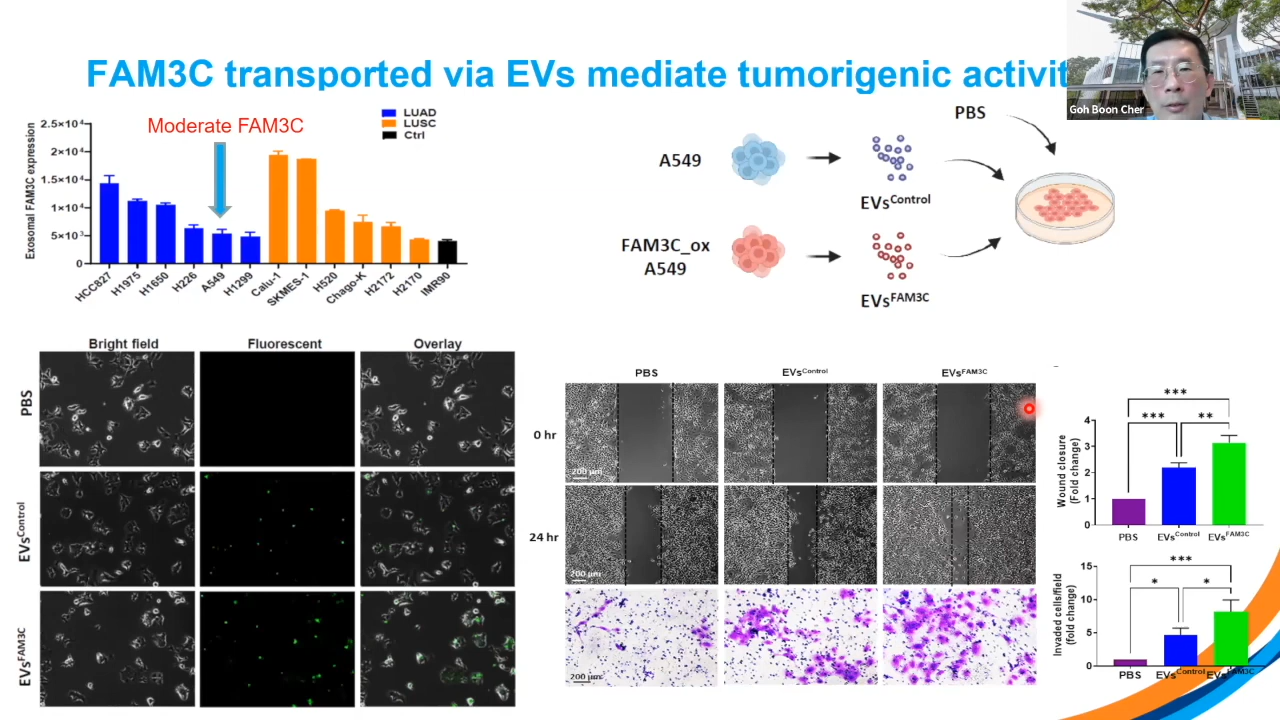 FAM3C transported via EVs mediate tumorigenic activit
Goh Boon Cher
Exosomal FAM3C expression
2.5×10⁴
2×10⁴
1.5×10⁴
1×10⁴
5×10³
0
Moderate FAM3C
LUAD
LUSC
Ctrl
HCC827
H1975
H1650
H226
A549
H1299
Calu-1
SKMES-1
H520
Chago-K
H2172
H2170
IMR90
PBS
A549
EVsControl
FAM3C_ox
A549
EVsFAM3C
Bright field
Fluorescent
Overlay
PBS
EVsControl
EVsFAM3C
PBS
EVsControl
EVsFAM3C
0 hr
200 µm
24 hr
200 µm
200 µm
Wound closure
(Fold change)
4
3
2
1
0
***
***
**
PBS
EVsControl
EVsFAM3C
Invaded cells/field
(fold change)
15
10
5
0
***
*
*
PBS
EVsControl
EVsFAM3C